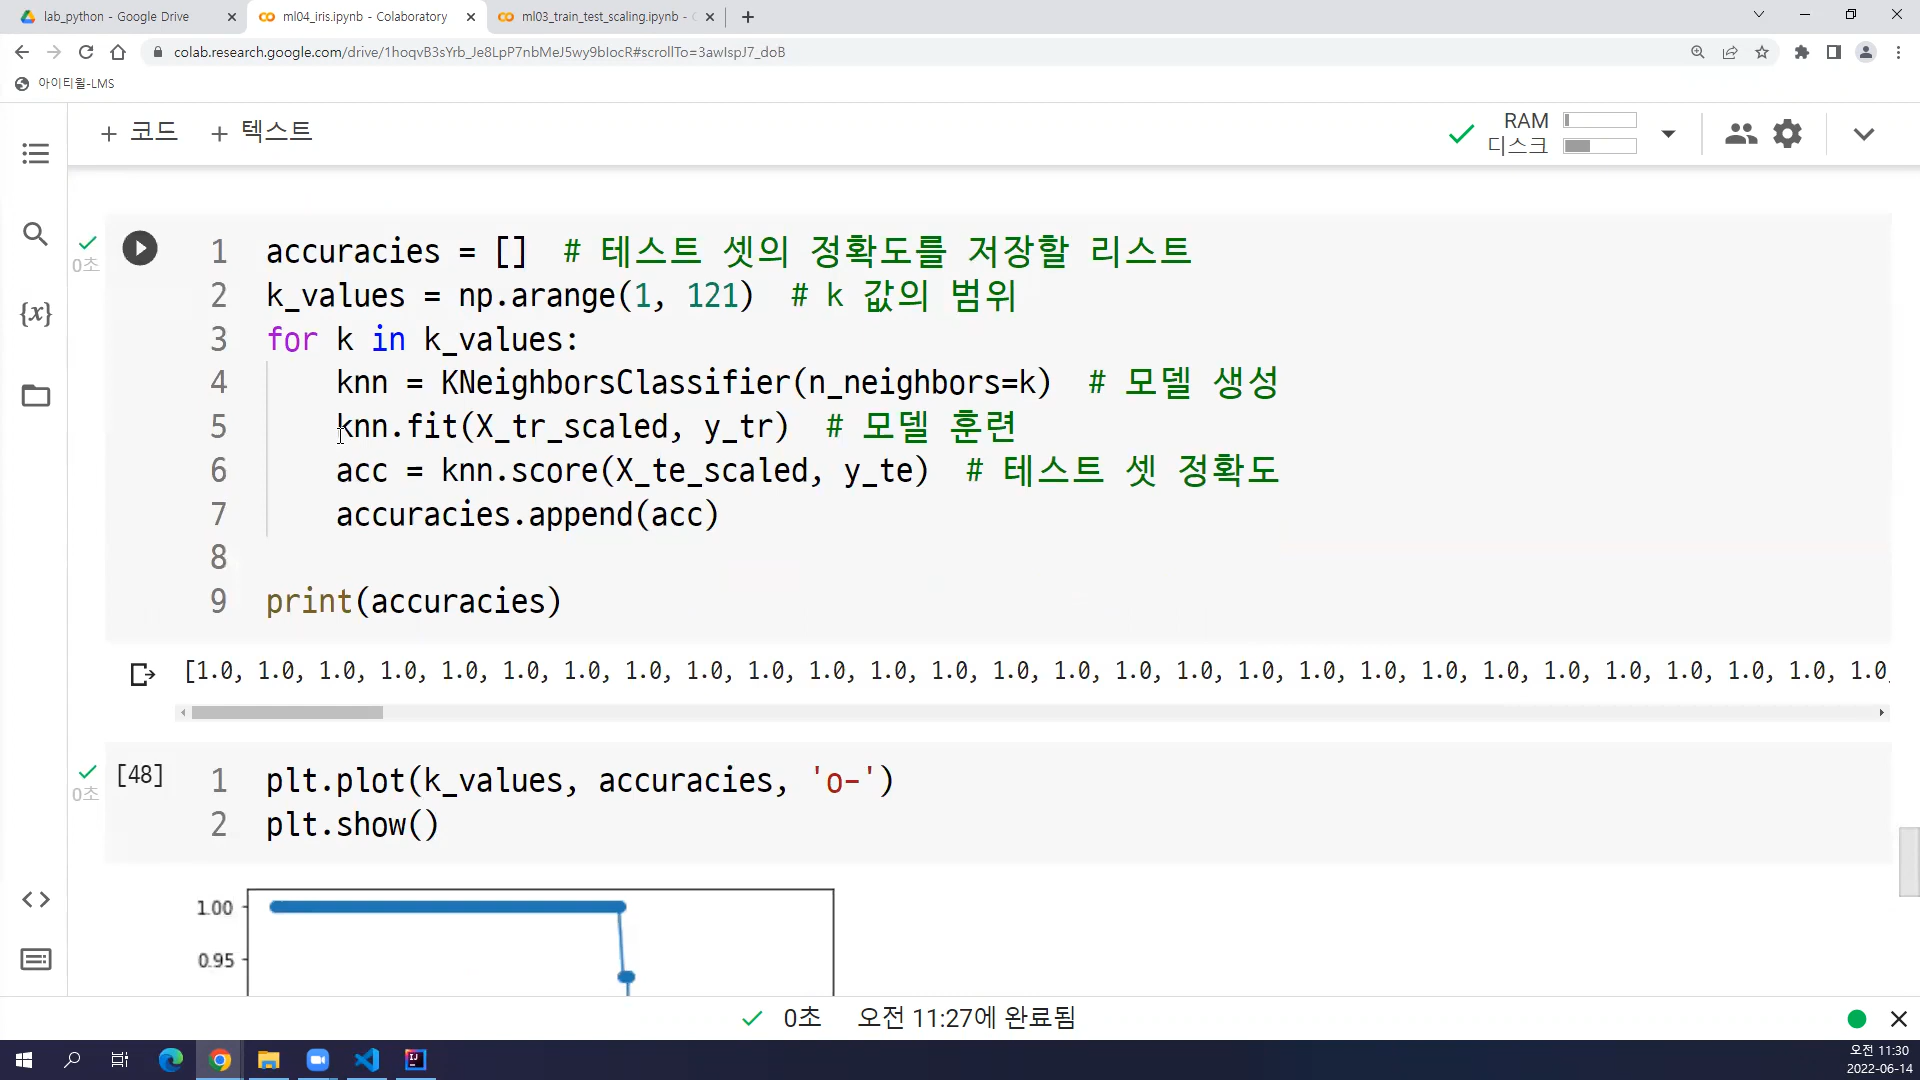 lab_python - Google Drive
ml04_iris.ipynb - Colaboratory
ml03_train_test_scaling.ipynb -
colab.research.google.com/drive/1hoqvB3sYrb_Je8LpP7nbMeJ5wy9bIocR#scrollTo=3awIspJ7_doB
아이티윌-LMS
+ 코드 + 텍스트
RAM
디스크
0초
1 accuracies = [] # 테스트 셋의 정확도를 저장할 리스트
2 k_values = np.arange(1, 121) # k 값의 범위
3 for k in k_values:
4 knn = KNeighborsClassifier(n_neighbors=k) # 모델 생성
5 knn.fit(X_tr_scaled, y_tr) # 모델 훈련
6 acc = knn.score(X_te_scaled, y_te) # 테스트 셋 정확도
7 accuracies.append(acc)
8
9 print(accuracies)
[1.0, 1.0, 1.0, 1.0, 1.0, 1.0, 1.0, 1.0, 1.0, 1.0, 1.0, 1.0, 1.0, 1.0, 1.0, 1.0, 1.0, 1.0, 1.0, 1.0, 1.0, 1.0, 1.0, 1.0, 1.0, 1.0, 1.0, 1.0,
[48]
0초
1 plt.plot(k_values, accuracies, 'o-')
2 plt.show()
1.00
0.95
0초 오전 11:27에 완료됨
오전 11:30
2022-06-14